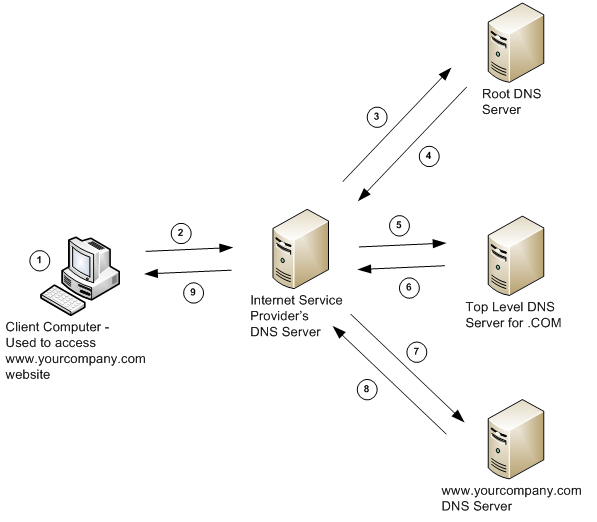 Root DNS
Server
3
4
1
2
9
5
6
Client Computer -
Used to access
www.yourcompany.com
website
Internet Service
Provider's
DNS Server
Top Level DNS
Server for .COM
7
8
www.yourcompany.com
DNS Server